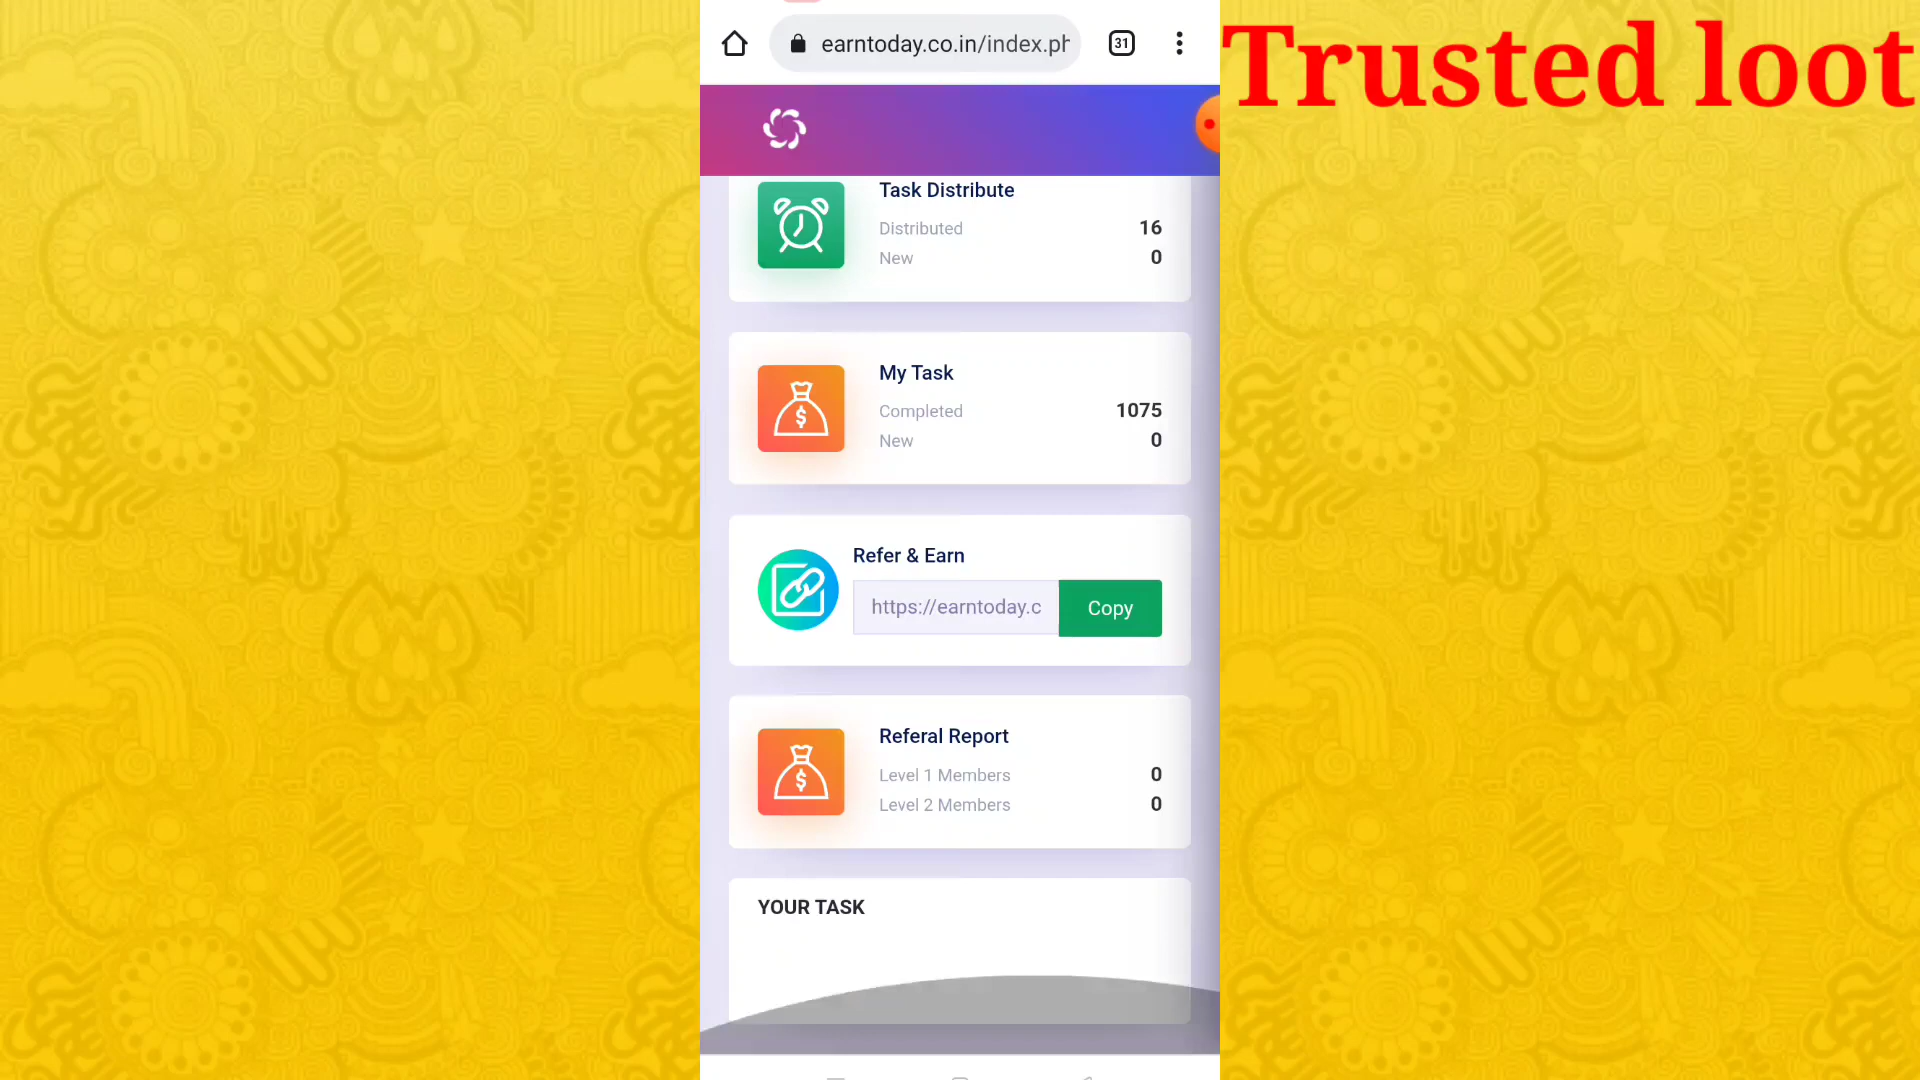 earntoday.co.in/index.ph
31
Trusted loot
Task Distribute
Distributed 16
New 0
My Task
Completed 1075
New 0
Refer & Earn
https://earntoday.c Copy
Referal Report
Level 1 Members 0
Level 2 Members 0
YOUR TASK